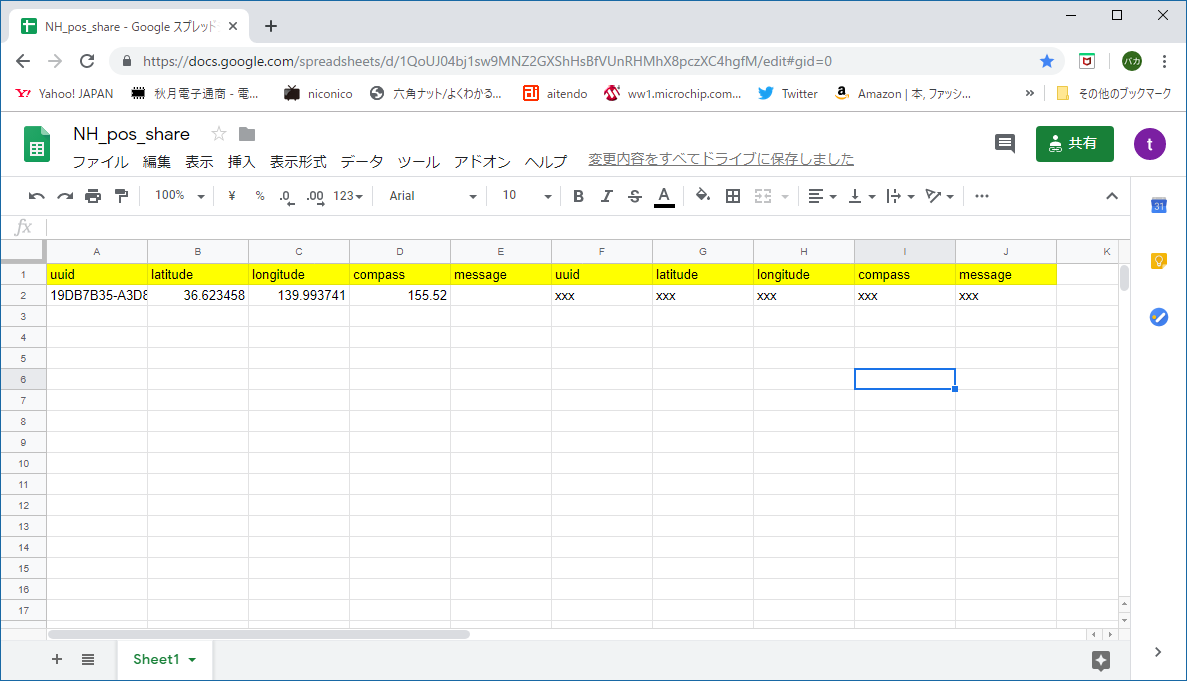 NH_pos_share - Google スプレッド
https://docs.google.com/spreadsheets/d/1QoUJ04bj1sw9MNZ2GXShHsBfVUnRHMhX8pczXC4hgfM/edit#gid=0
バカ
Yahoo! JAPAN 秋月電子通商 - 電... niconico 六角ナット/よくわかる... aitendo ww1.microchip.com... Twitter Amazon | 本, ファッシ... » その他のブックマーク
NH_pos_share
ファイル 編集 表示 挿入 表示形式 データ ツール アドオン ヘルプ 変更内容をすべてドライブに保存しました
共有
t
100% ¥ % .0 .00 123 Arial 10 B I S A
31
fx
A B C D E F G H I J K
1 uuid latitude longitude compass message uuid latitude longitude compass message
2 19DB7B35-A3D8 36.623458 139.993741 155.52 xxx xxx xxx xxx xxx
3
4
5
6
7
8
9
10
11
12
13
14
15
16
17
Sheet1